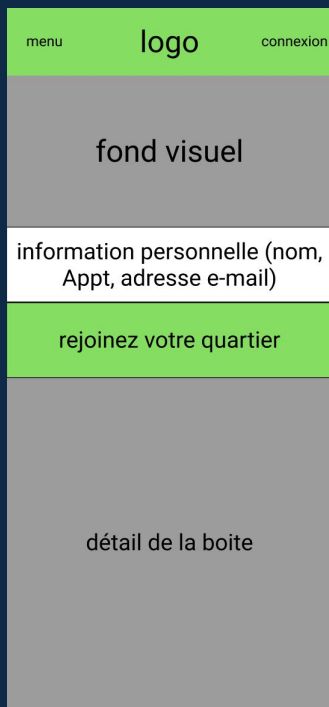 menu
logo
connexion
fond visuel
information personnelle (nom,
Appt, adresse e-mail)
rejoinez votre quartier
détail de la boite